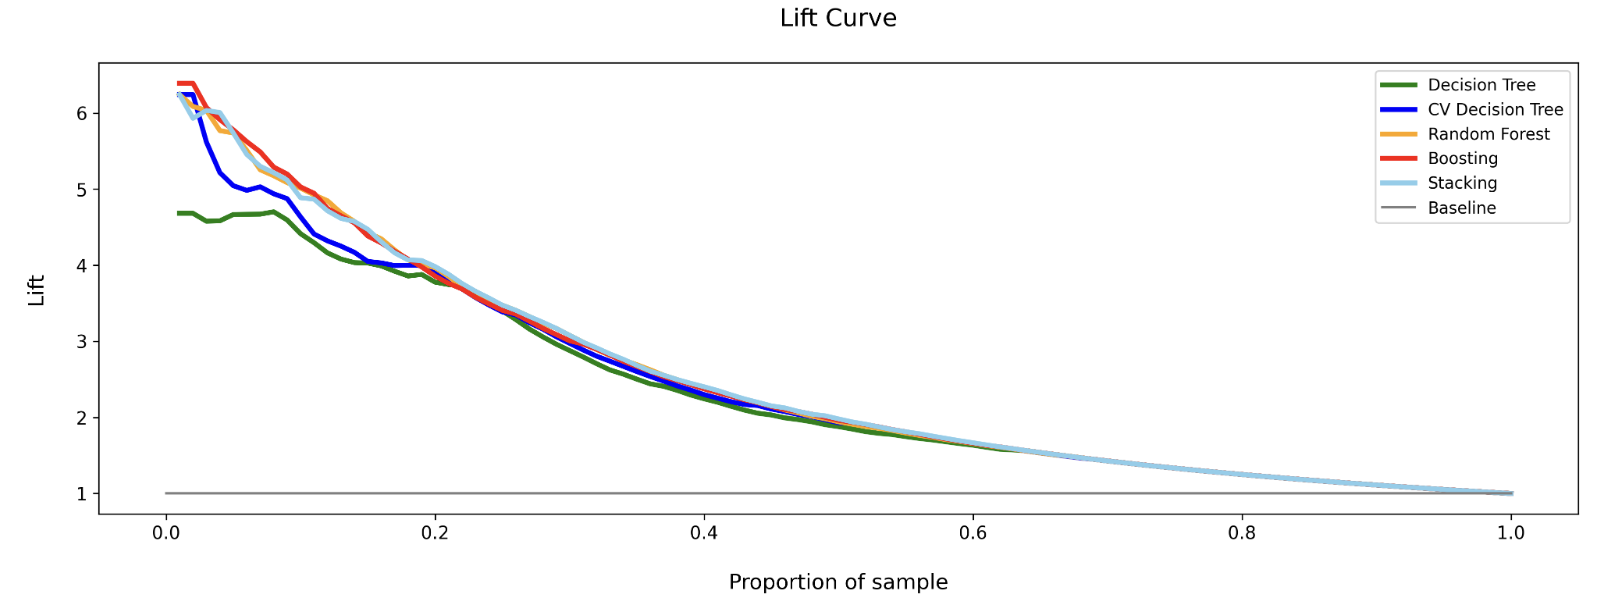 Lift Curve
Decision Tree
CV Decision Tree
Random Forest
Boosting
Stacking
Baseline
6
5
4
3
2
1
Lift
0.0 0.2 0.4 0.6 0.8 1.0
Proportion of sample